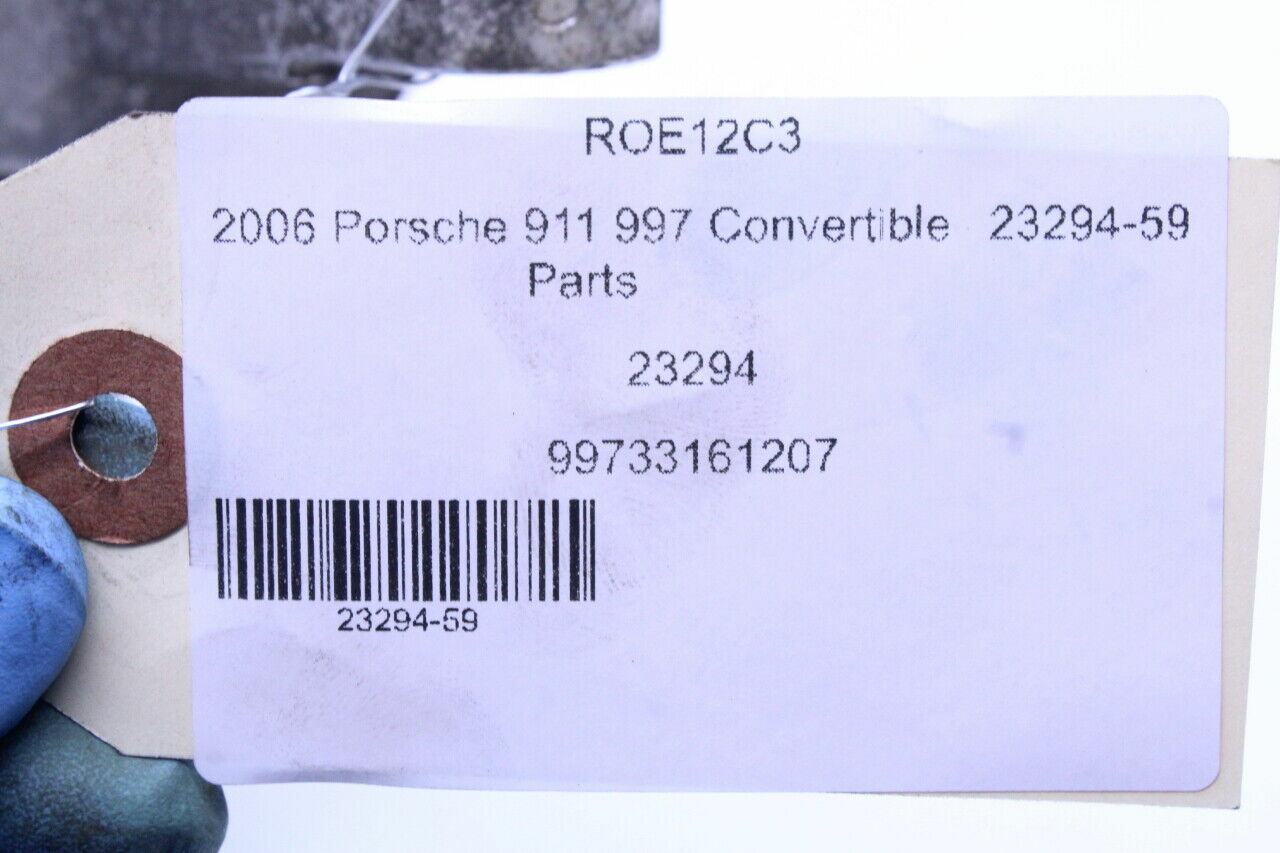 ROE12C3
2006 Porsche 911 997 Convertible 23294-59
Parts
23294
99733161207
23294-59